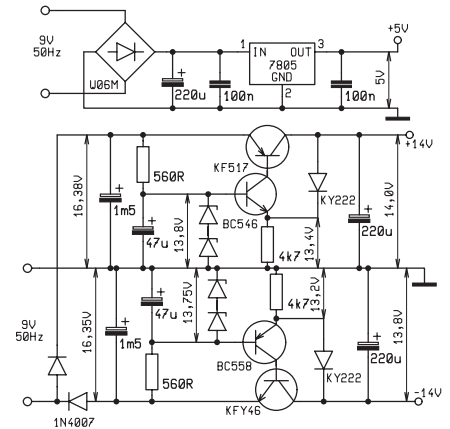 +5V
9V
50Hz
1
IN
OUT
3
7805
GND
W06M
+
220u
100n
2
100n
5V
+14V
KF517
16,38V
+
1m5
560R
+
47u
13,8V
BC546
KY222
4k7
13,4V
+
220u
14,0V
9V
50Hz
16,35V
+
1m5
+
47u
13,75V
4k7
13,2V
560R
BC558
KY222
+
220u
13,8V
KFY46
-14V
1N4007